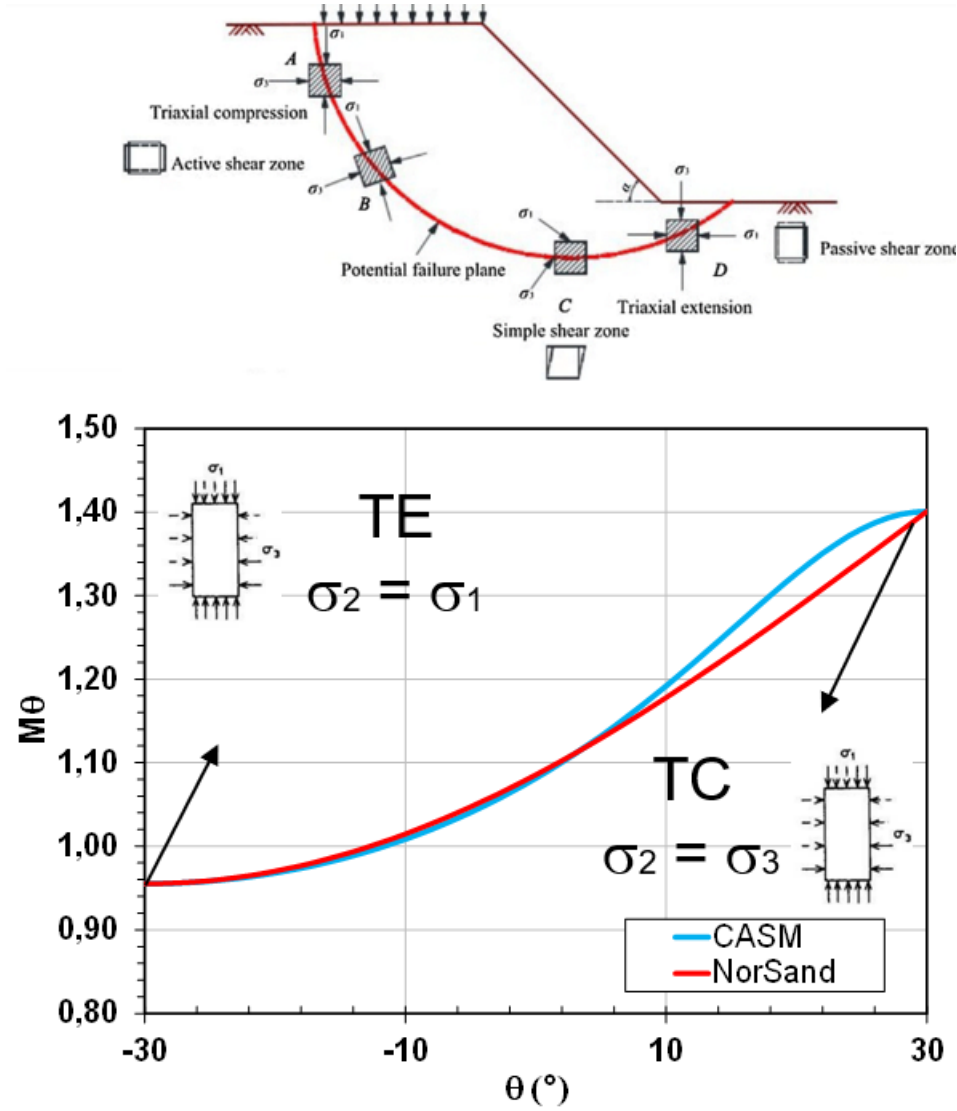 σ1
A
σ3
Triaxial compression
σ1
Active shear zone
σ3
B
Potential failure plane
σ1
σ3
C
Simple shear zone
α
σ3
σ1
D
Passive shear zone
Triaxial extension
1,50
1,40
1,30
1,20
1,10
1,00
0,90
0,80
Mθ
σ1
σ3
TE
σ2 = σ1
TC
σ2 = σ3
σ1
σ3
CASM
NorSand
-30
-10
10
30
θ (°)